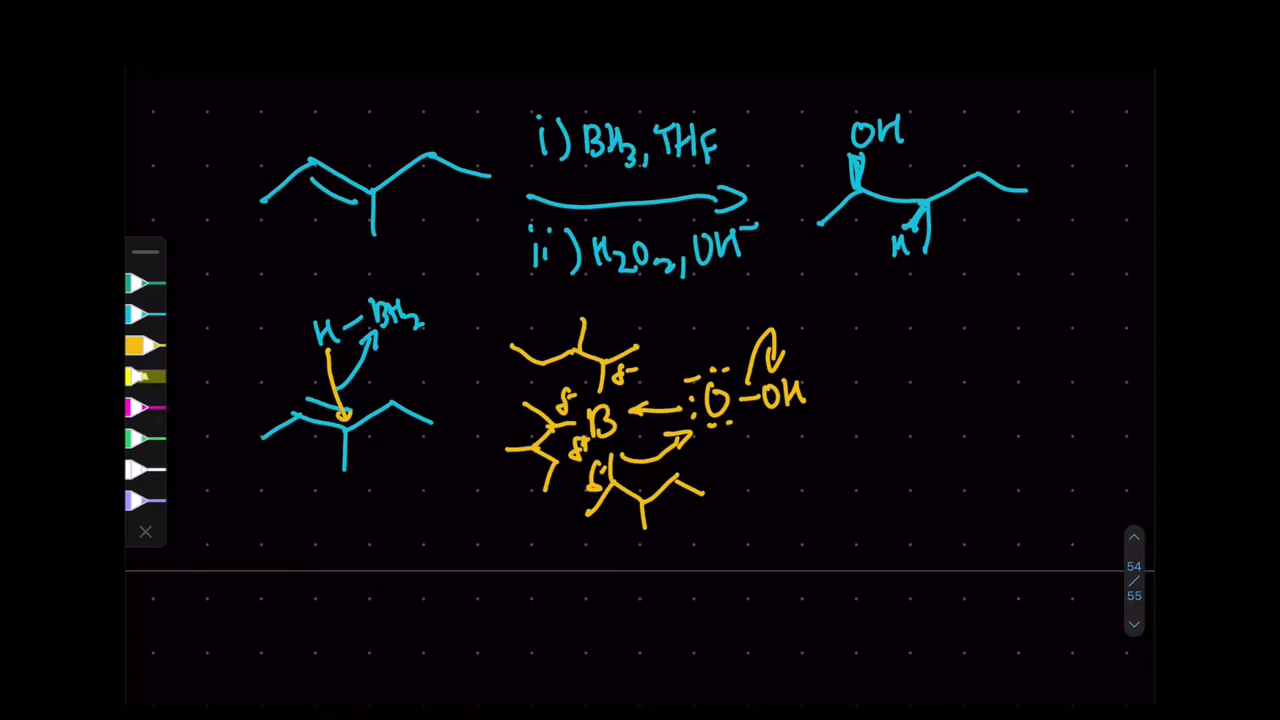 i) BH₃, THF
OH
ii) H₂O₂, OH⁻
H
H – BH₂
δ⁻
δ⁻
B
⁻O – OH
δ⁺
δ⁻
54
/
55